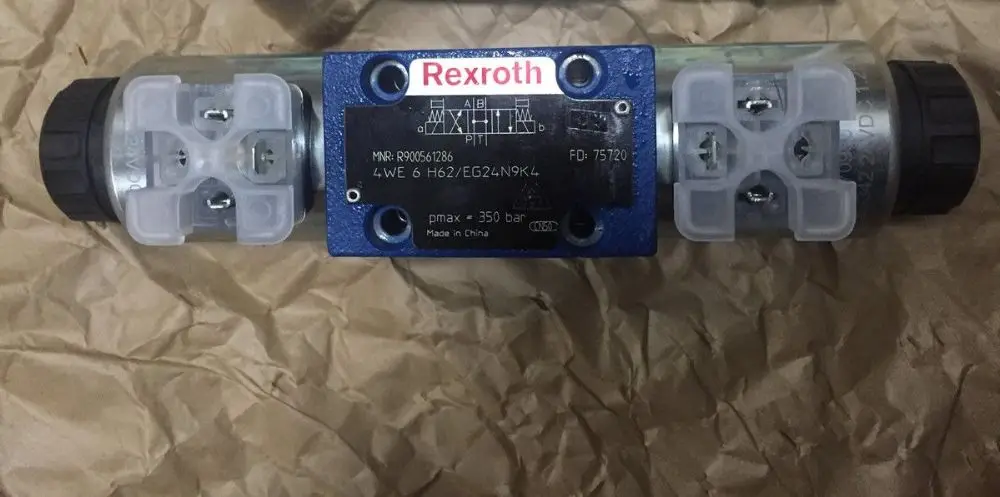 Rexroth
A B
a b
P T
MNR: R900561286 FD: 75720
4WE 6 H62/EG24N9K4
pmax = 350 bar
Made in China